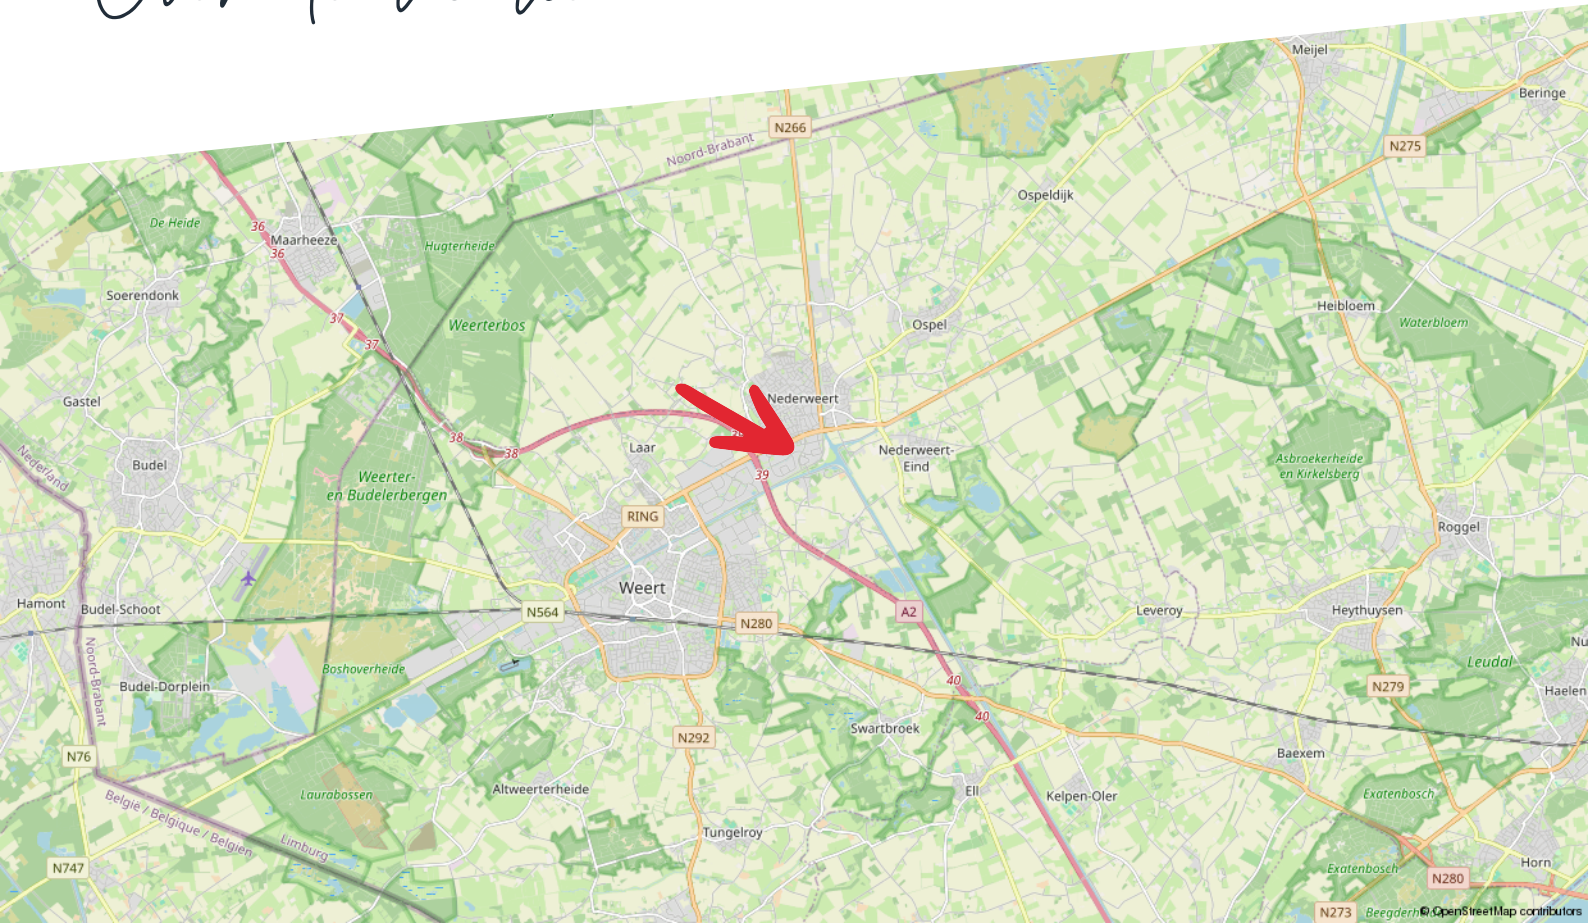 Meijel
Beringe
N266
N275
Noord-Brabant
Ospeldijk
De Heide
36
Maarheeze
36
Hugterheide
Soerendonk
Heibloem
37
Weerterbos
Ospel
Waterbloem
37
Gastel
Nederweert
38
38
Laar
Nederweert-
Eind
Nederland
Budel
39
Asbroekerheide
en Kirkelsberg
Weerter-
en Budelerbergen
RING
Roggel
Weert
Hamont
Budel-Schoot
N564
A2
Leveroy
Heythuysen
N280
Noord-Brabant
Boshoverheide
Leudal
Budel-Dorplein
40
N279
Haelen
40
Swartbroek
N292
N76
Baexem
Laurabossen
Altweerterheide
Ell
Kelpen-Oler
Exatenbosch
België / Belgique / Belgien
Limburg
Tungelroy
N747
Exatenbosch
Horn
N280
N273
© OpenStreetMap contributors